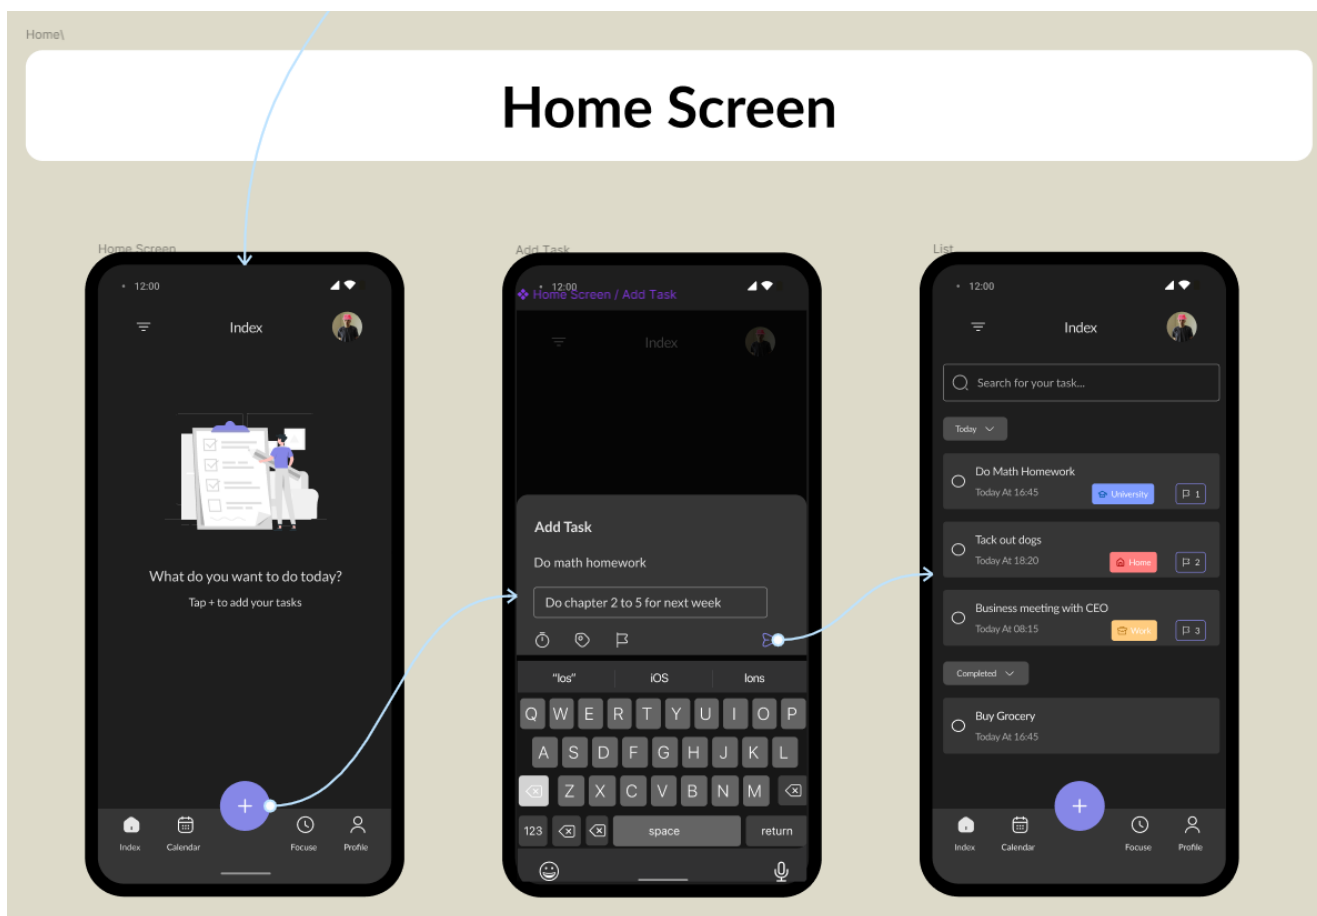 Home\
Home Screen
Home Screen
12:00
Index
What do you want to do today?
Tap + to add your tasks
Index
Calendar
Focuse
Profile
Add Task
12:00
Home Screen / Add Task
Index
Add Task
Do math homework
Do chapter 2 to 5 for next week
"Ios"
iOS
Ions
Q W E R T Y U I O P
A S D F G H J K L
Z X C V B N M
123
space
return
List
12:00
Index
Search for your task...
Today
Do Math Homework
Today At 16:45
University
1
Tack out dogs
Today At 18:20
Home
2
Business meeting with CEO
Today At 08:15
Work
3
Completed
Buy Grocery
Today At 16:45
Index
Calendar
Focuse
Profile